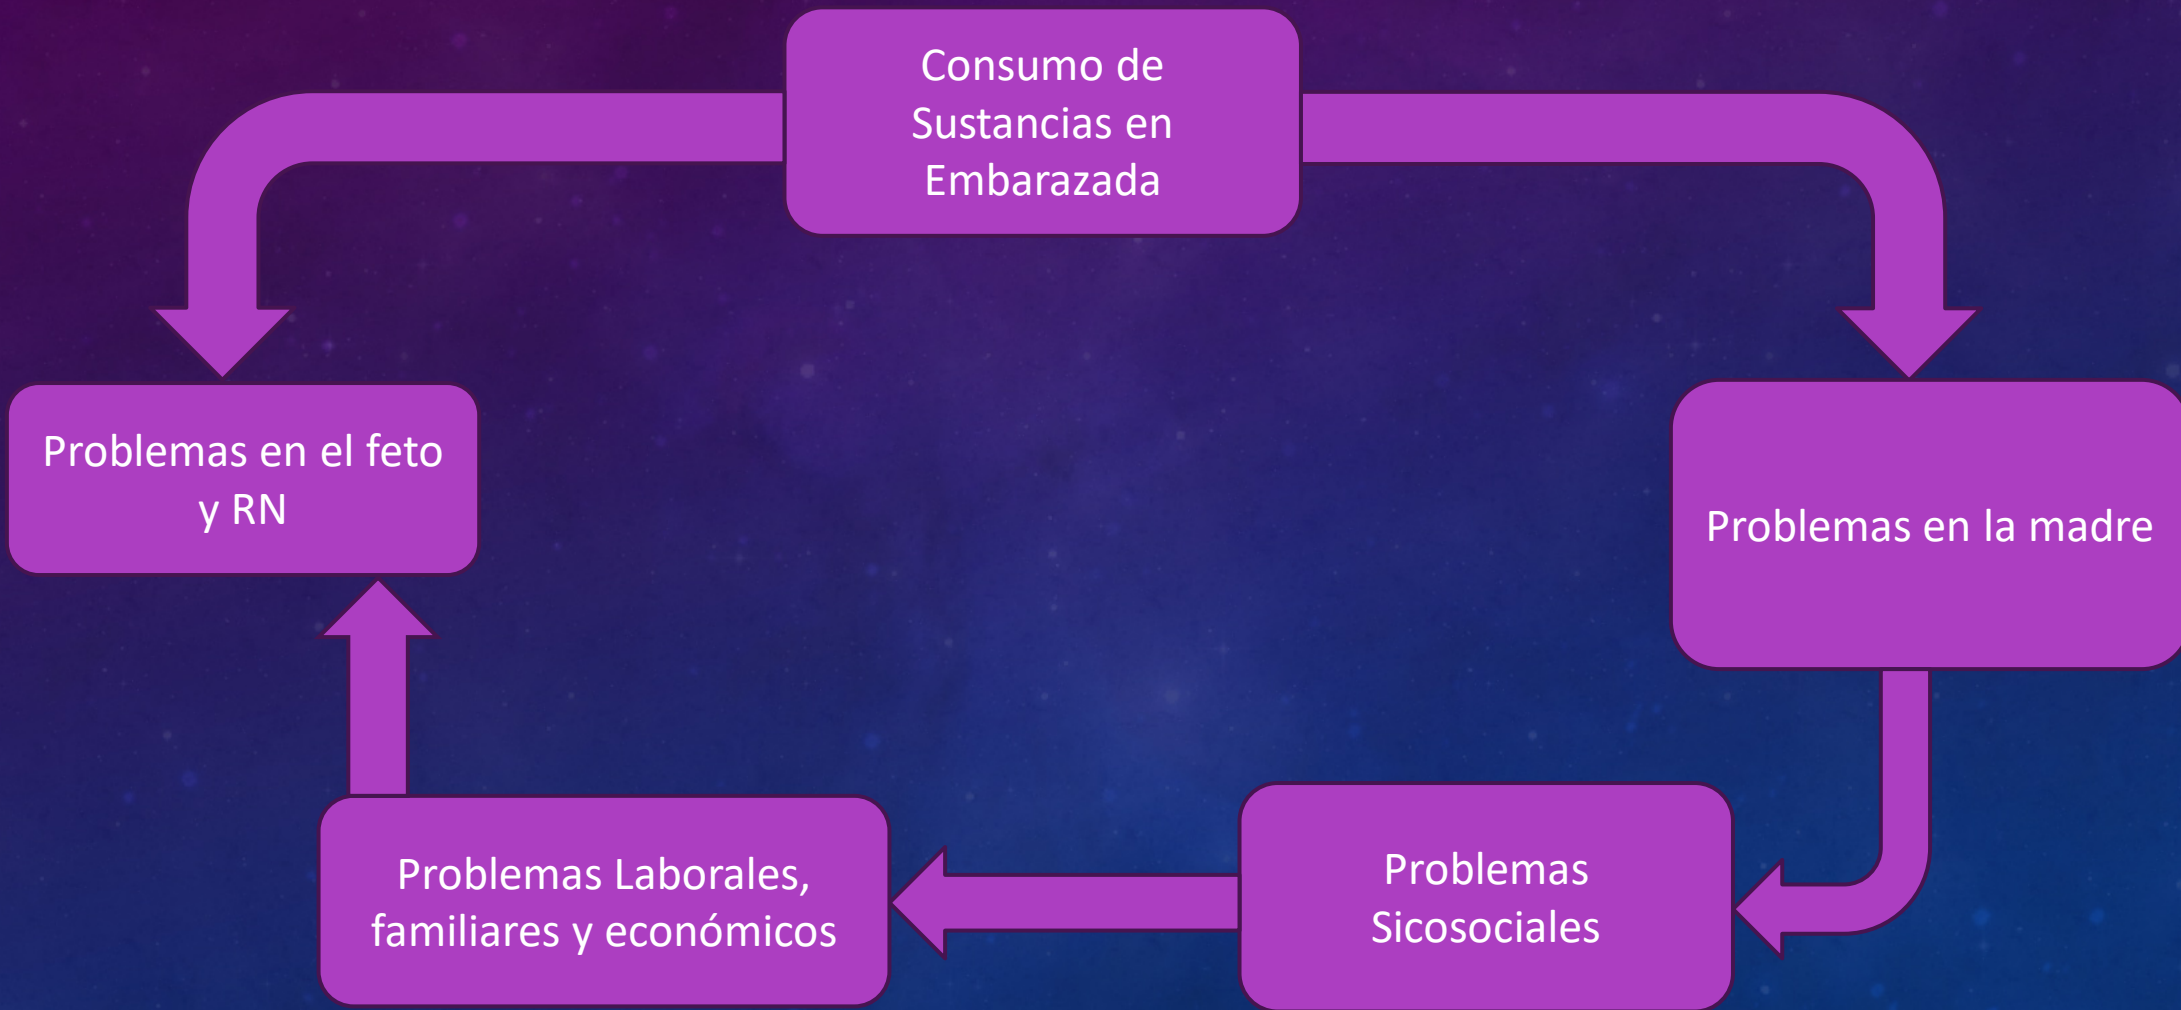 Consumo de
Sustancias en
Embarazada
Problemas en el feto
y RN
Problemas en la madre
Problemas Laborales,
familiares y económicos
Problemas
Sicosociales